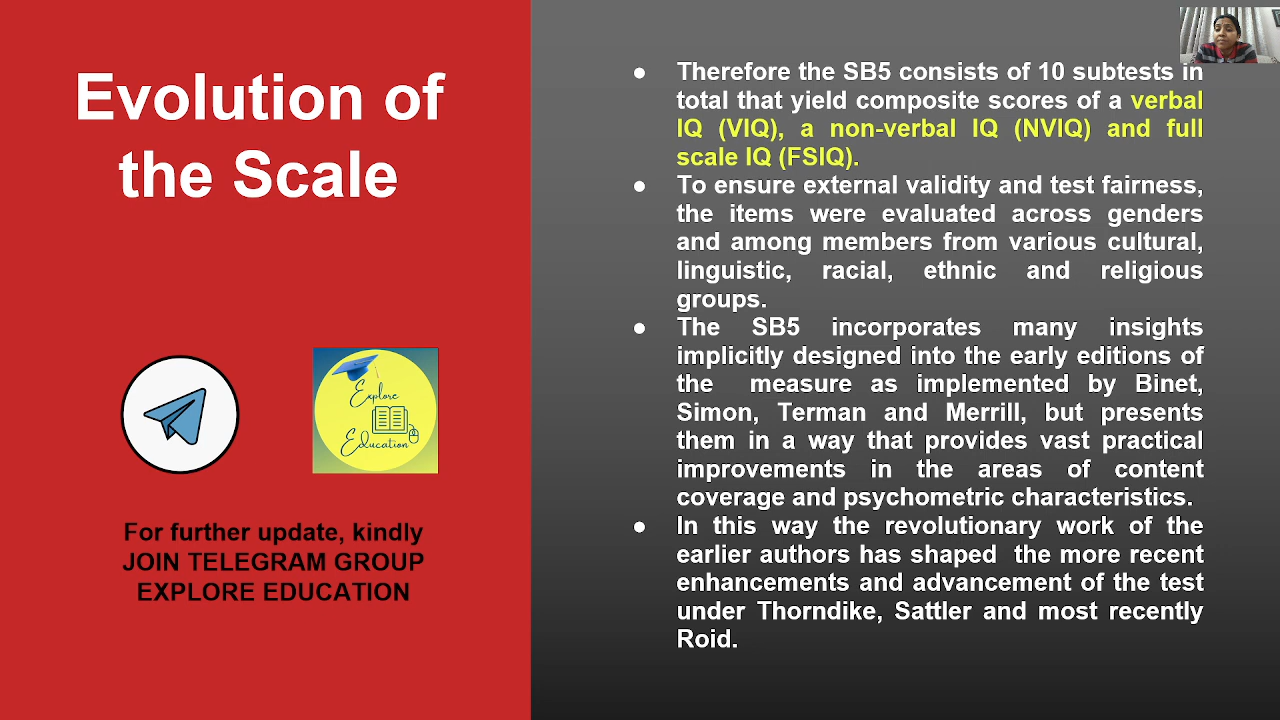 Evolution of
the Scale
Explore
Education
For further update, kindly
JOIN TELEGRAM GROUP
EXPLORE EDUCATION
● Therefore the SB5 consists of 10 subtests in
total that yield composite scores of a verbal
IQ (VIQ), a non-verbal IQ (NVIQ) and full
scale IQ (FSIQ).
● To ensure external validity and test fairness,
the items were evaluated across genders
and among members from various cultural,
linguistic, racial, ethnic and religious
groups.
● The SB5 incorporates many insights
implicitly designed into the early editions of
the measure as implemented by Binet,
Simon, Terman and Merrill, but presents
them in a way that provides vast practical
improvements in the areas of content
coverage and psychometric characteristics.
● In this way the revolutionary work of the
earlier authors has shaped the more recent
enhancements and advancement of the test
under Thorndike, Sattler and most recently
Roid.